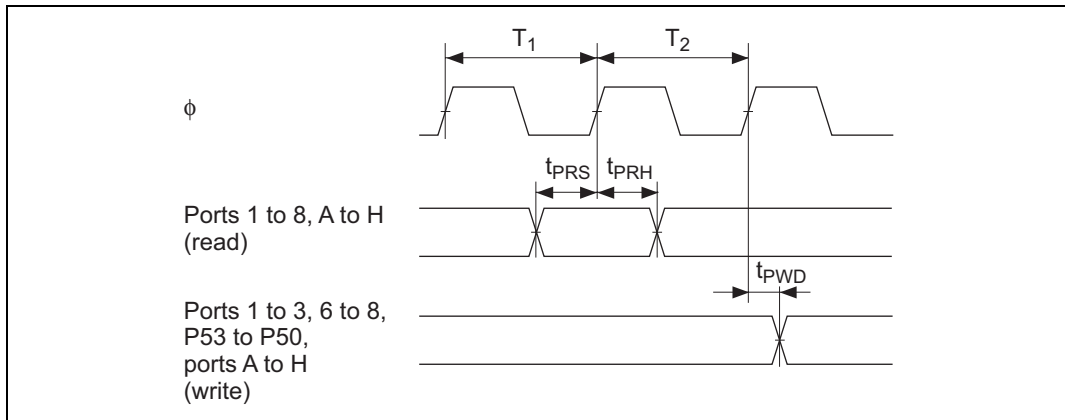 T1 T2
φ
tPRS tPRH
Ports 1 to 8, A to H
(read)
tPWD
Ports 1 to 3, 6 to 8,
P53 to P50,
ports A to H
(write)